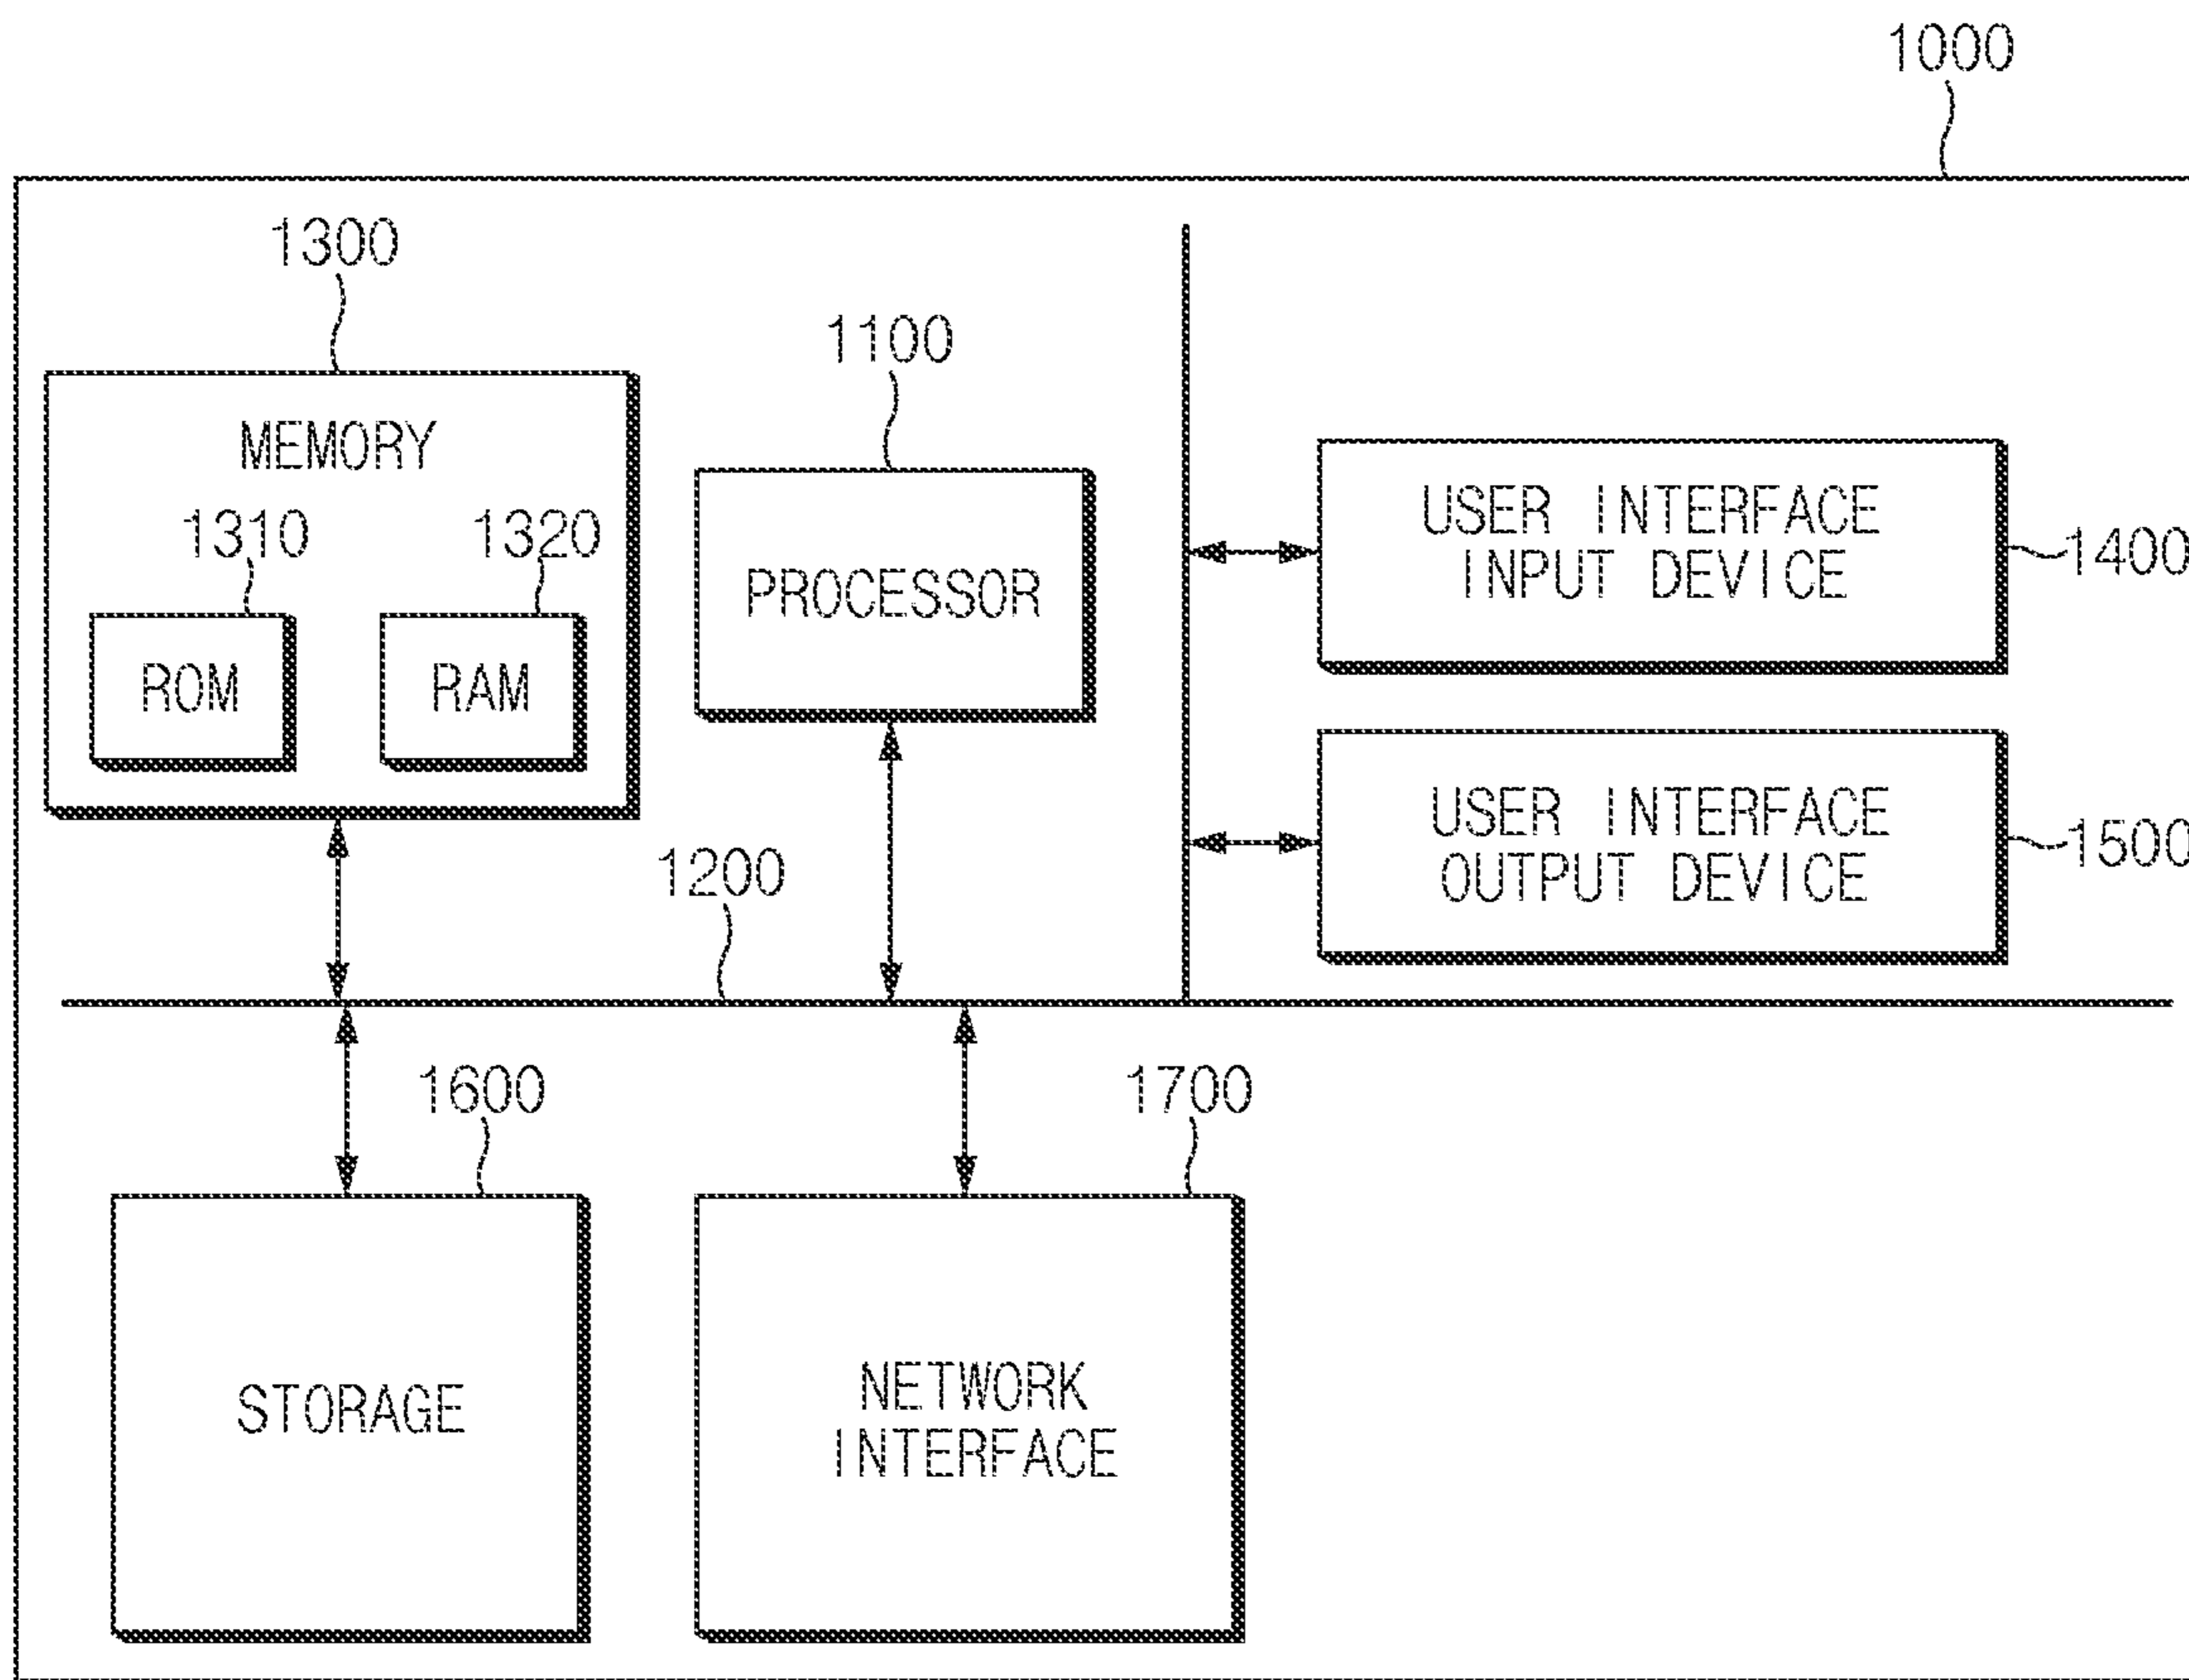 1000
1300
1100
MEMORY
1310
1320
ROM
RAM
PROCESSOR
USER INTERFACE
INPUT DEVICE
1400
USER INTERFACE
OUTPUT DEVICE
1500
1200
1600
1700
STORAGE
NETWORK
INTERFACE